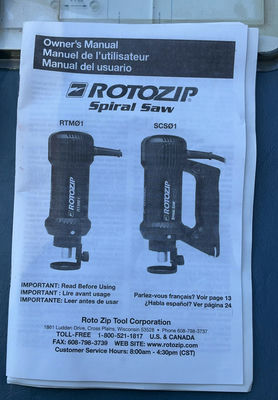 Owner's Manual
Manuel de l'utilisateur
Manual del usuario
ROTOZIP
Spiral Saw
RTMØ1
SCSØ1
IMPORTANT: Read Before Using
IMPORTANT : Lire avant usage
IMPORTANTE: Leer antes de usar
Parlez-vous français? Voir page 13
¿Habla español? Ver página 24
Roto Zip Tool Corporation
1861 Ludden Drive, Cross Plains, Wisconsin 53528 • Phone 608-798-3737
TOLL-FREE 1-800-521-1817 U.S. & CANADA
FAX: 608-798-3739 WEB SITE: www.rotozip.com
Customer Service Hours: 8:00am - 4:30pm (CST)